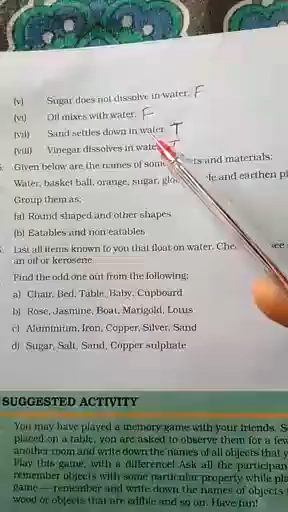 (v) Sugar does not dissolve in water. F
(vi) Oil mixes with water. F
(vii) Sand settles down in water. T
(viii) Vinegar dissolves in water. T
Given below are the names of some and materials:
Water, basket ball, orange, sugar, and earthen
Group them as:
(a) Round shaped and other shapes
(b) Eatables and non eatables
List all items known to you that float on water.
an oil or kerosene
Find the odd one out from the following:
a) Chair, Bed, Table, Baby, Cupboard
b) Rose, Jasmine, Boat, Marigold, Lotus
c) Aluminium, Iron, Copper, Silver, Sand
d) Sugar, Salt, Sand, Copper sulphate
SUGGESTED ACTIVITY
You may have played a memory game with your friends.
placed on a table, you are asked to observe them for a few
another room and write down the names of all objects that
Play this game, with a difference! Ask all the
remember objects with some particular property while
game — remember and write down the names of objects
wood or objects that are edible and so on. Have fun!